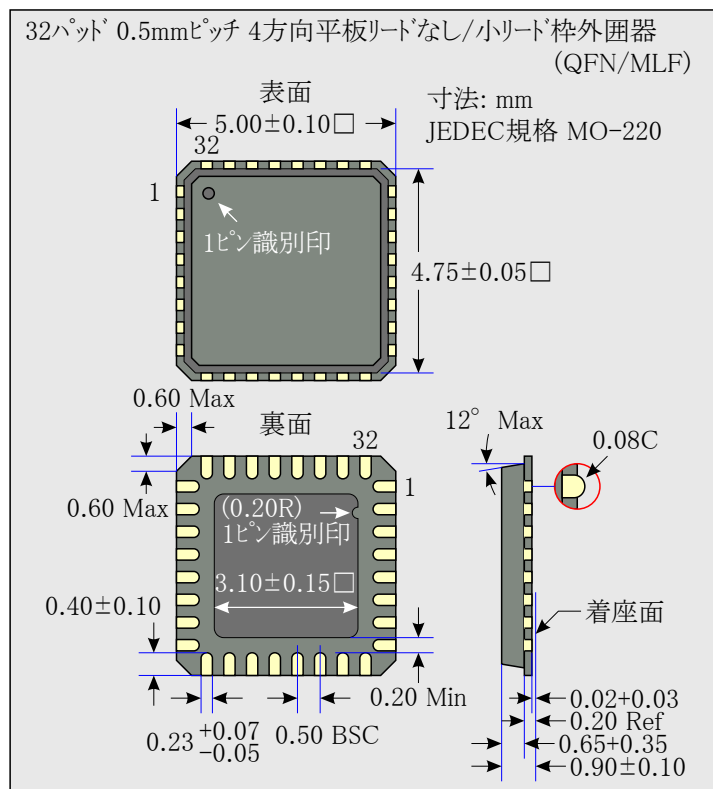 32ﾊﾟｯﾄﾞ 0.5mmﾋﾟｯﾁ 4方向平板ﾘｰﾄﾞなし/小ﾘｰﾄﾞ枠外囲器
(QFN/MLF)
表面
寸法: mm
5.00±0.10□
JEDEC規格 MO-220
32
1
1ﾋﾟﾝ識別印
4.75±0.05□
0.60 Max
裏面
32
12° Max
0.08C
1
0.60 Max
(0.20R)
1ﾋﾟﾝ識別印
3.10±0.15□
0.40±0.10
着座面
0.20 Min
0.02+0.03
0.20 Ref
0.23 +0.07
-0.05
0.50 BSC
0.65+0.35
0.90±0.10